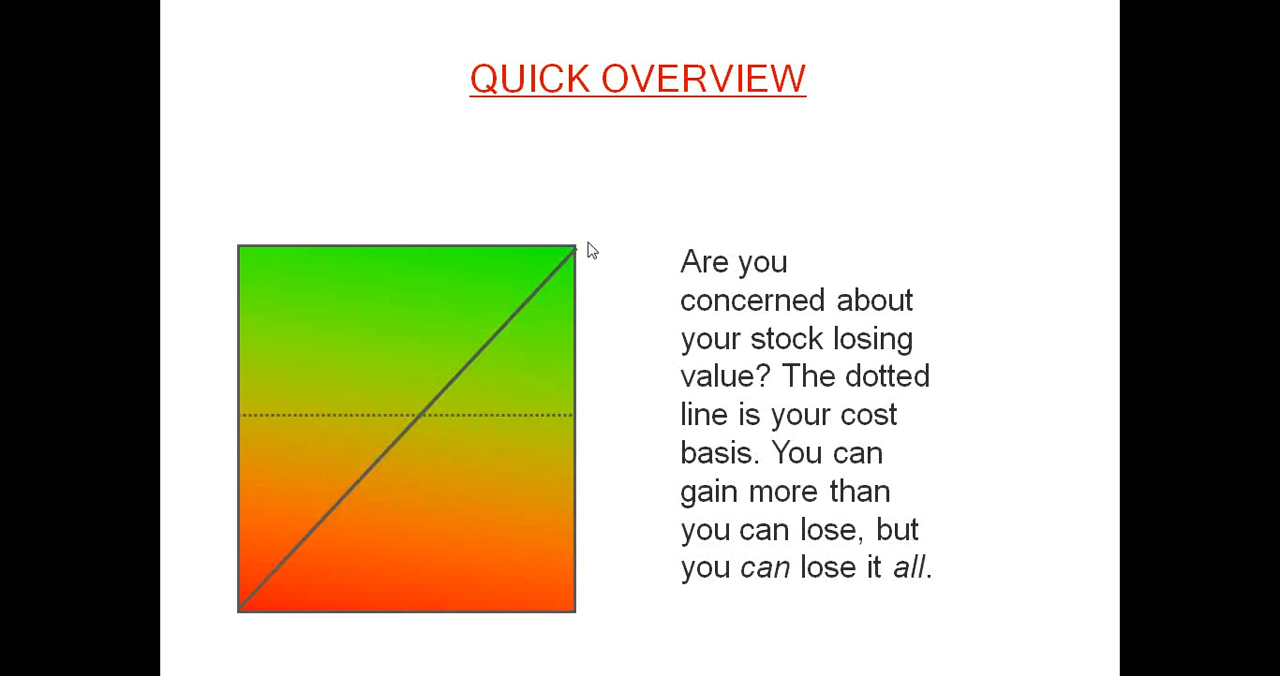 QUICK OVERVIEW
Are you
concerned about
your stock losing
value? The dotted
line is your cost
basis. You can
gain more than
you can lose, but
you can lose it all.